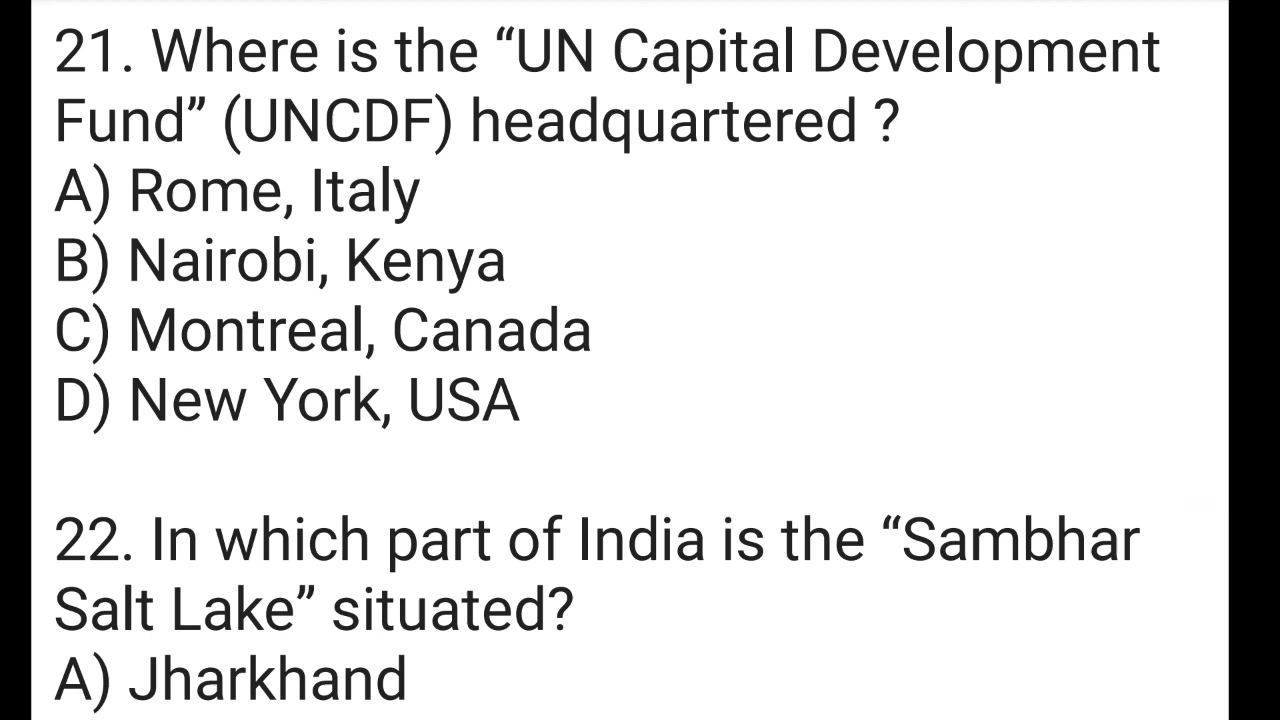 21. Where is the “UN Capital Development
Fund” (UNCDF) headquartered ?
A) Rome, Italy
B) Nairobi, Kenya
C) Montreal, Canada
D) New York, USA
22. In which part of India is the “Sambhar
Salt Lake” situated?
A) Jharkhand